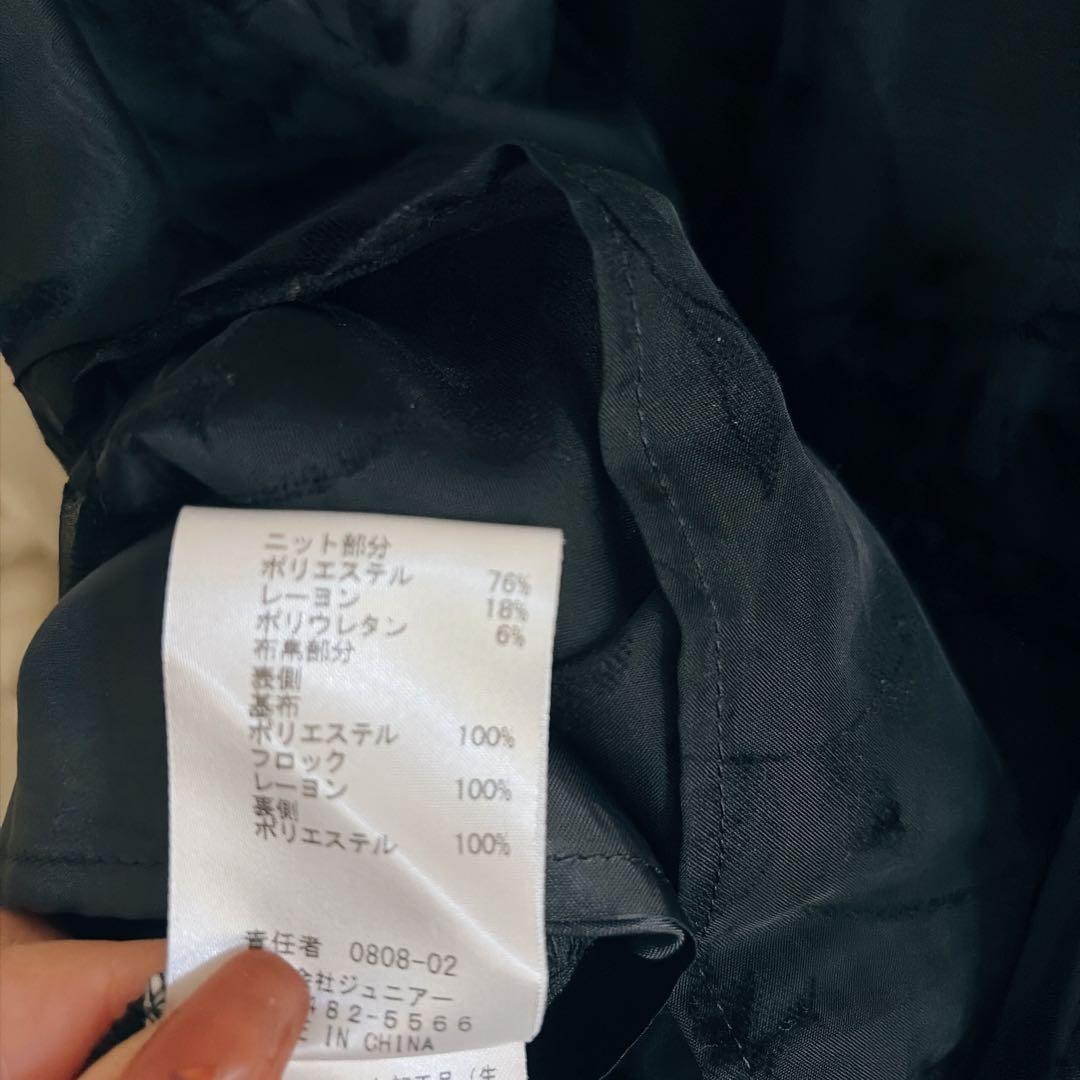 ニット部分
ポリエステル 76%
レーヨン 18%
ポリウレタン 6%
布帛部分
表側
基布
ポリエステル 100%
フロック
レーヨン 100%
裏側
ポリエステル 100%
責任者 0808-02
会社ジュニアー
82-5566
IN CHINA